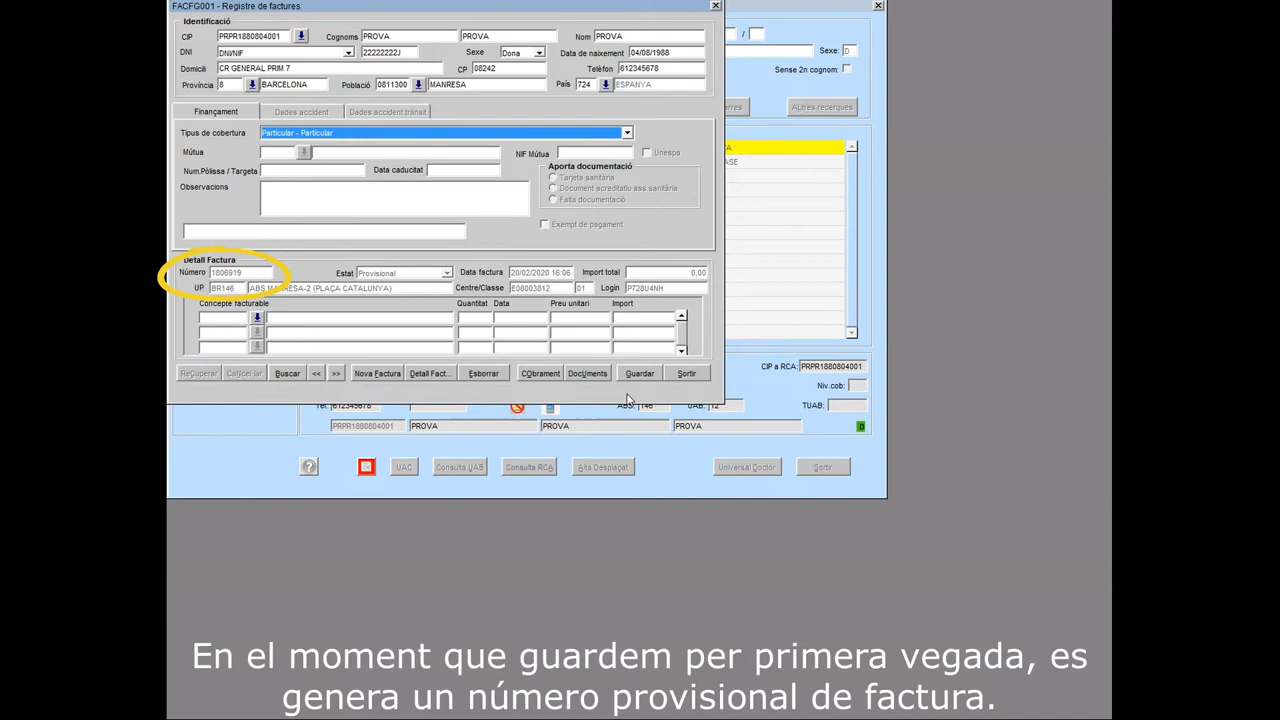 FACFG001 - Registre de factures
Identificació
CIP PRPR1880804001 Cognoms PROVA PROVA Nom PROVA
DNI DNI/NIF 22222222J Sexe Dona Data de naixement 04/08/1988
Domicili CR GENERAL PRIM 7 CP 08242 Telèfon 612345678
Província 8 BARCELONA Població 0811300 MANRESA País 724 ESPANYA
/
Sexe: D
Sense 2n cognom:
Altres recerques
Finançament Dades accident Dades accident trànsit
Tipus de cobertura Particular - Particular
Mútua NIF Mútua Unespa
Num.Pòlissa / Targeta Data caducitat
Observacions
Aporta documentació
Tarjeta sanitària
Document acreditatiu ass.sanitària
Falta documentació
Exempt de pagament
Detall Factura
Número 1806919 Estat Provisional Data factura 20/02/2020 16:06 Import total 0,00
UP BR146 ABS MANRESA-2 (PLAÇA CATALUNYA) Centre/Classe E08003812 01 Login P728U4NH
Concepte facturable Quantitat Data Preu unitari Import
ReCuperar Cancel·lar Buscar << >> Nova Factura Detall Fact... Esborrar CObrament DocUments Guardar Sortir
CIP a RCA: PRPR1880804001
Niv.cob:
Tel. 612345678 ABS: 146 UAB: 12 TUAB:
PRPR1880804001 PROVA PROVA PROVA D
? UAC Consulta UAB Consulta RCA Alta Desplaçat Universal Doctor Sortir
En el moment que guardem per primera vegada, es
genera un número provisional de factura.